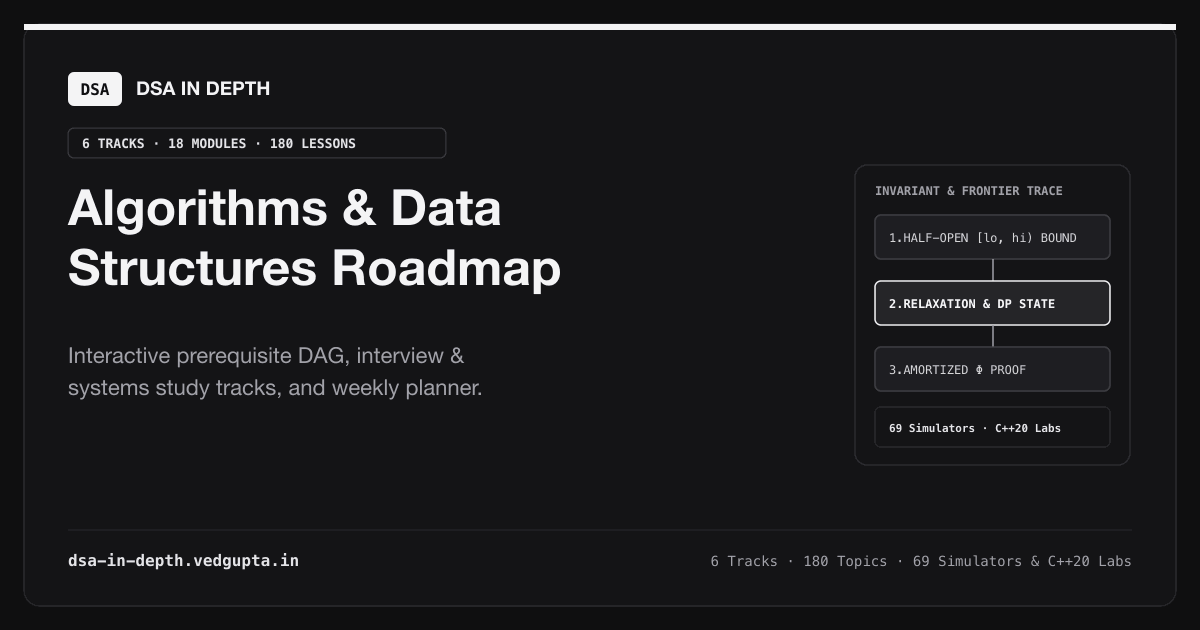 DSA
DSA IN DEPTH
6 TRACKS · 18 MODULES · 180 LESSONS
Algorithms & Data
Structures Roadmap
Interactive prerequisite DAG, interview &
systems study tracks, and weekly planner.
INVARIANT & FRONTIER TRACE
1.HALF-OPEN [lo, hi) BOUND
2.RELAXATION & DP STATE
3.AMORTIZED Φ PROOF
69 Simulators · C++20 Labs
dsa-in-depth.vedgupta.in
6 Tracks · 180 Topics · 69 Simulators & C++20 Labs